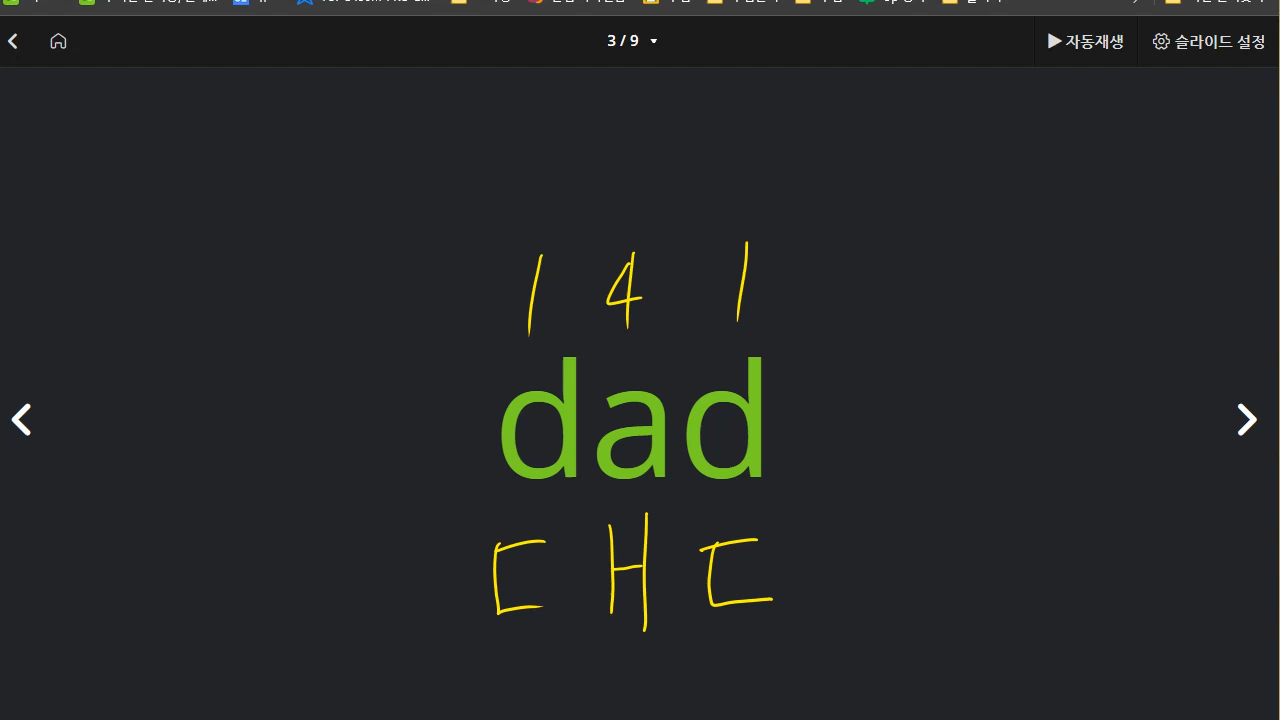 3 / 9
자동재생
슬라이드 설정
1 4 1
dad
ㄷ ㅐ ㄷ